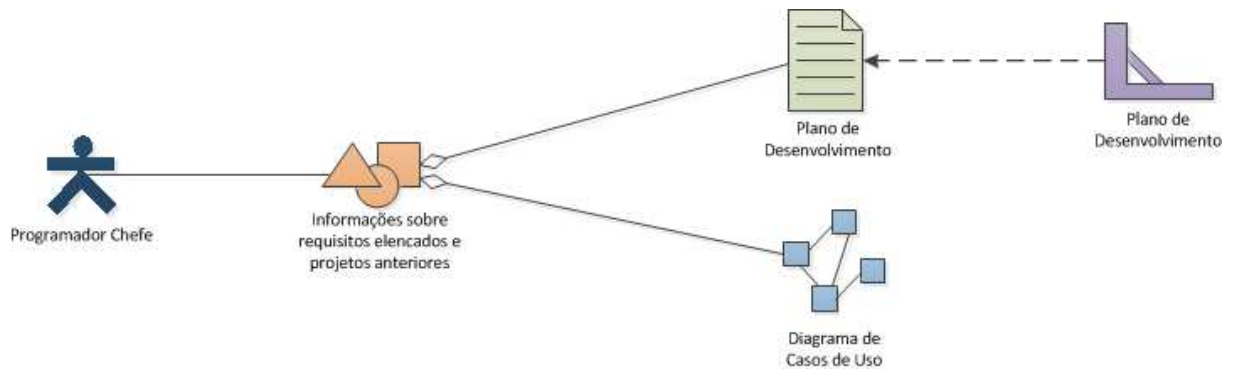 Programador Chefe
Informações sobre
requisitos elencados e
projetos anteriores
Plano de
Desenvolvimento
Plano de
Desenvolvimento
Diagrama de
Casos de Uso